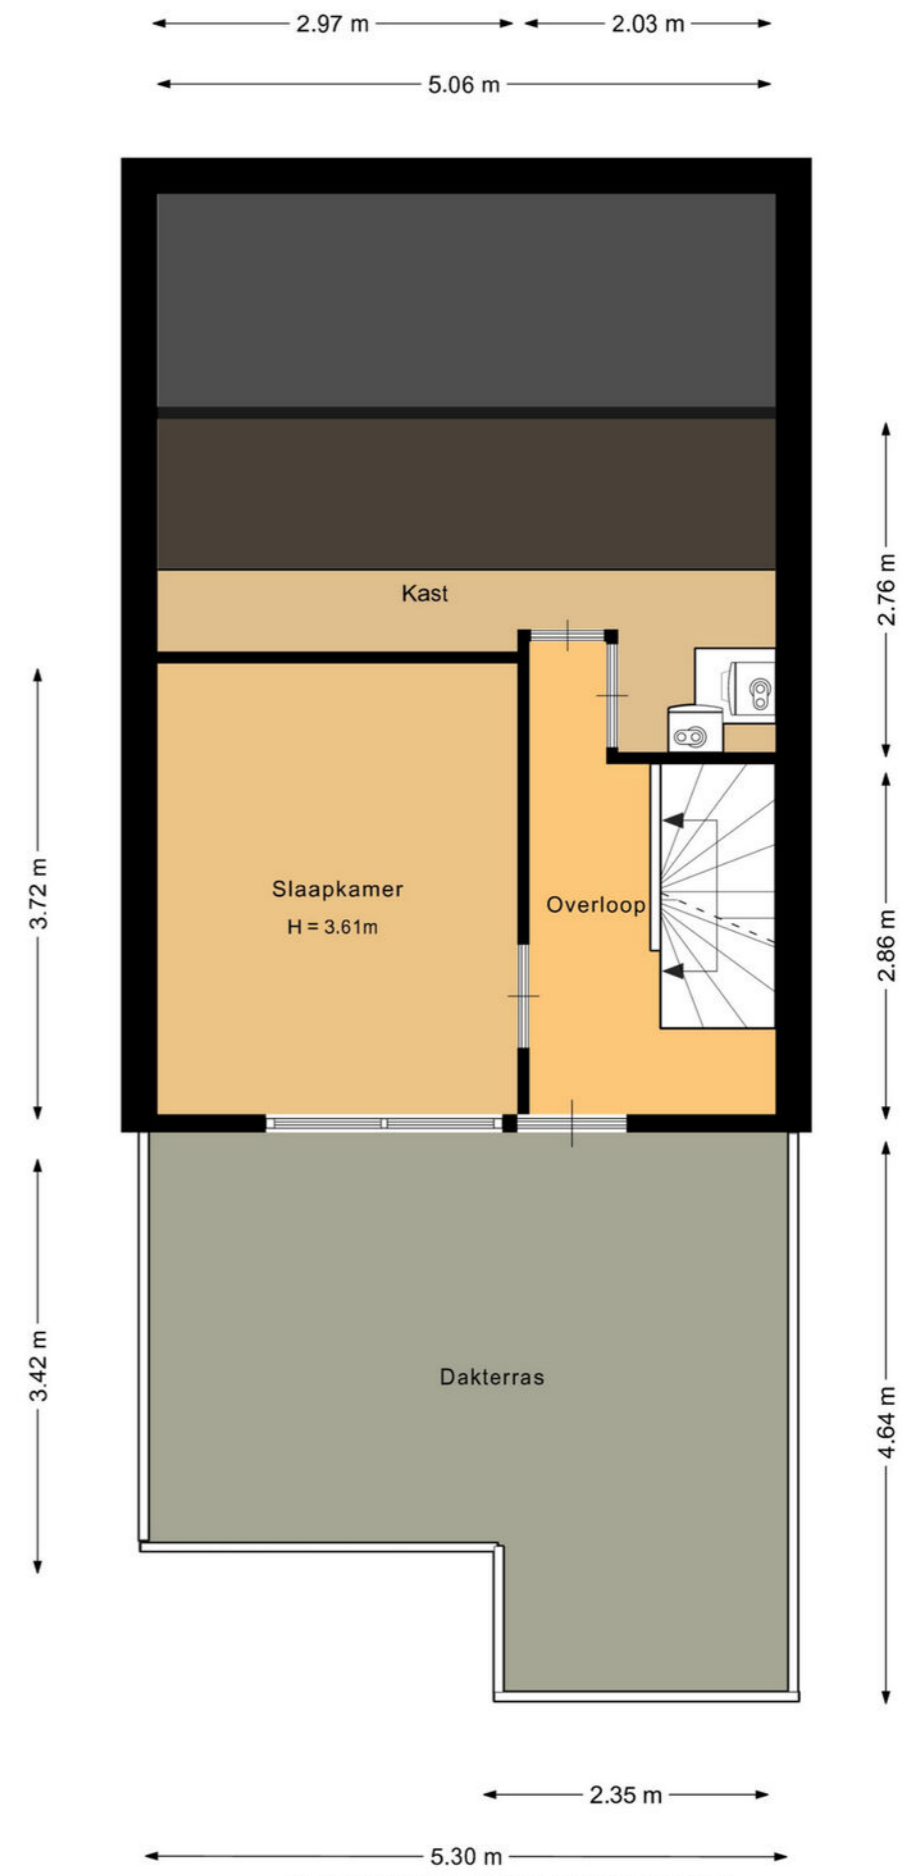 2.97 m
2.03 m
5.06 m
Kast
2.76 m
3.72 m
Slaapkamer
H = 3.61m
Overloop
2.86 m
3.42 m
Dakterras
4.64 m
2.35 m
5.30 m